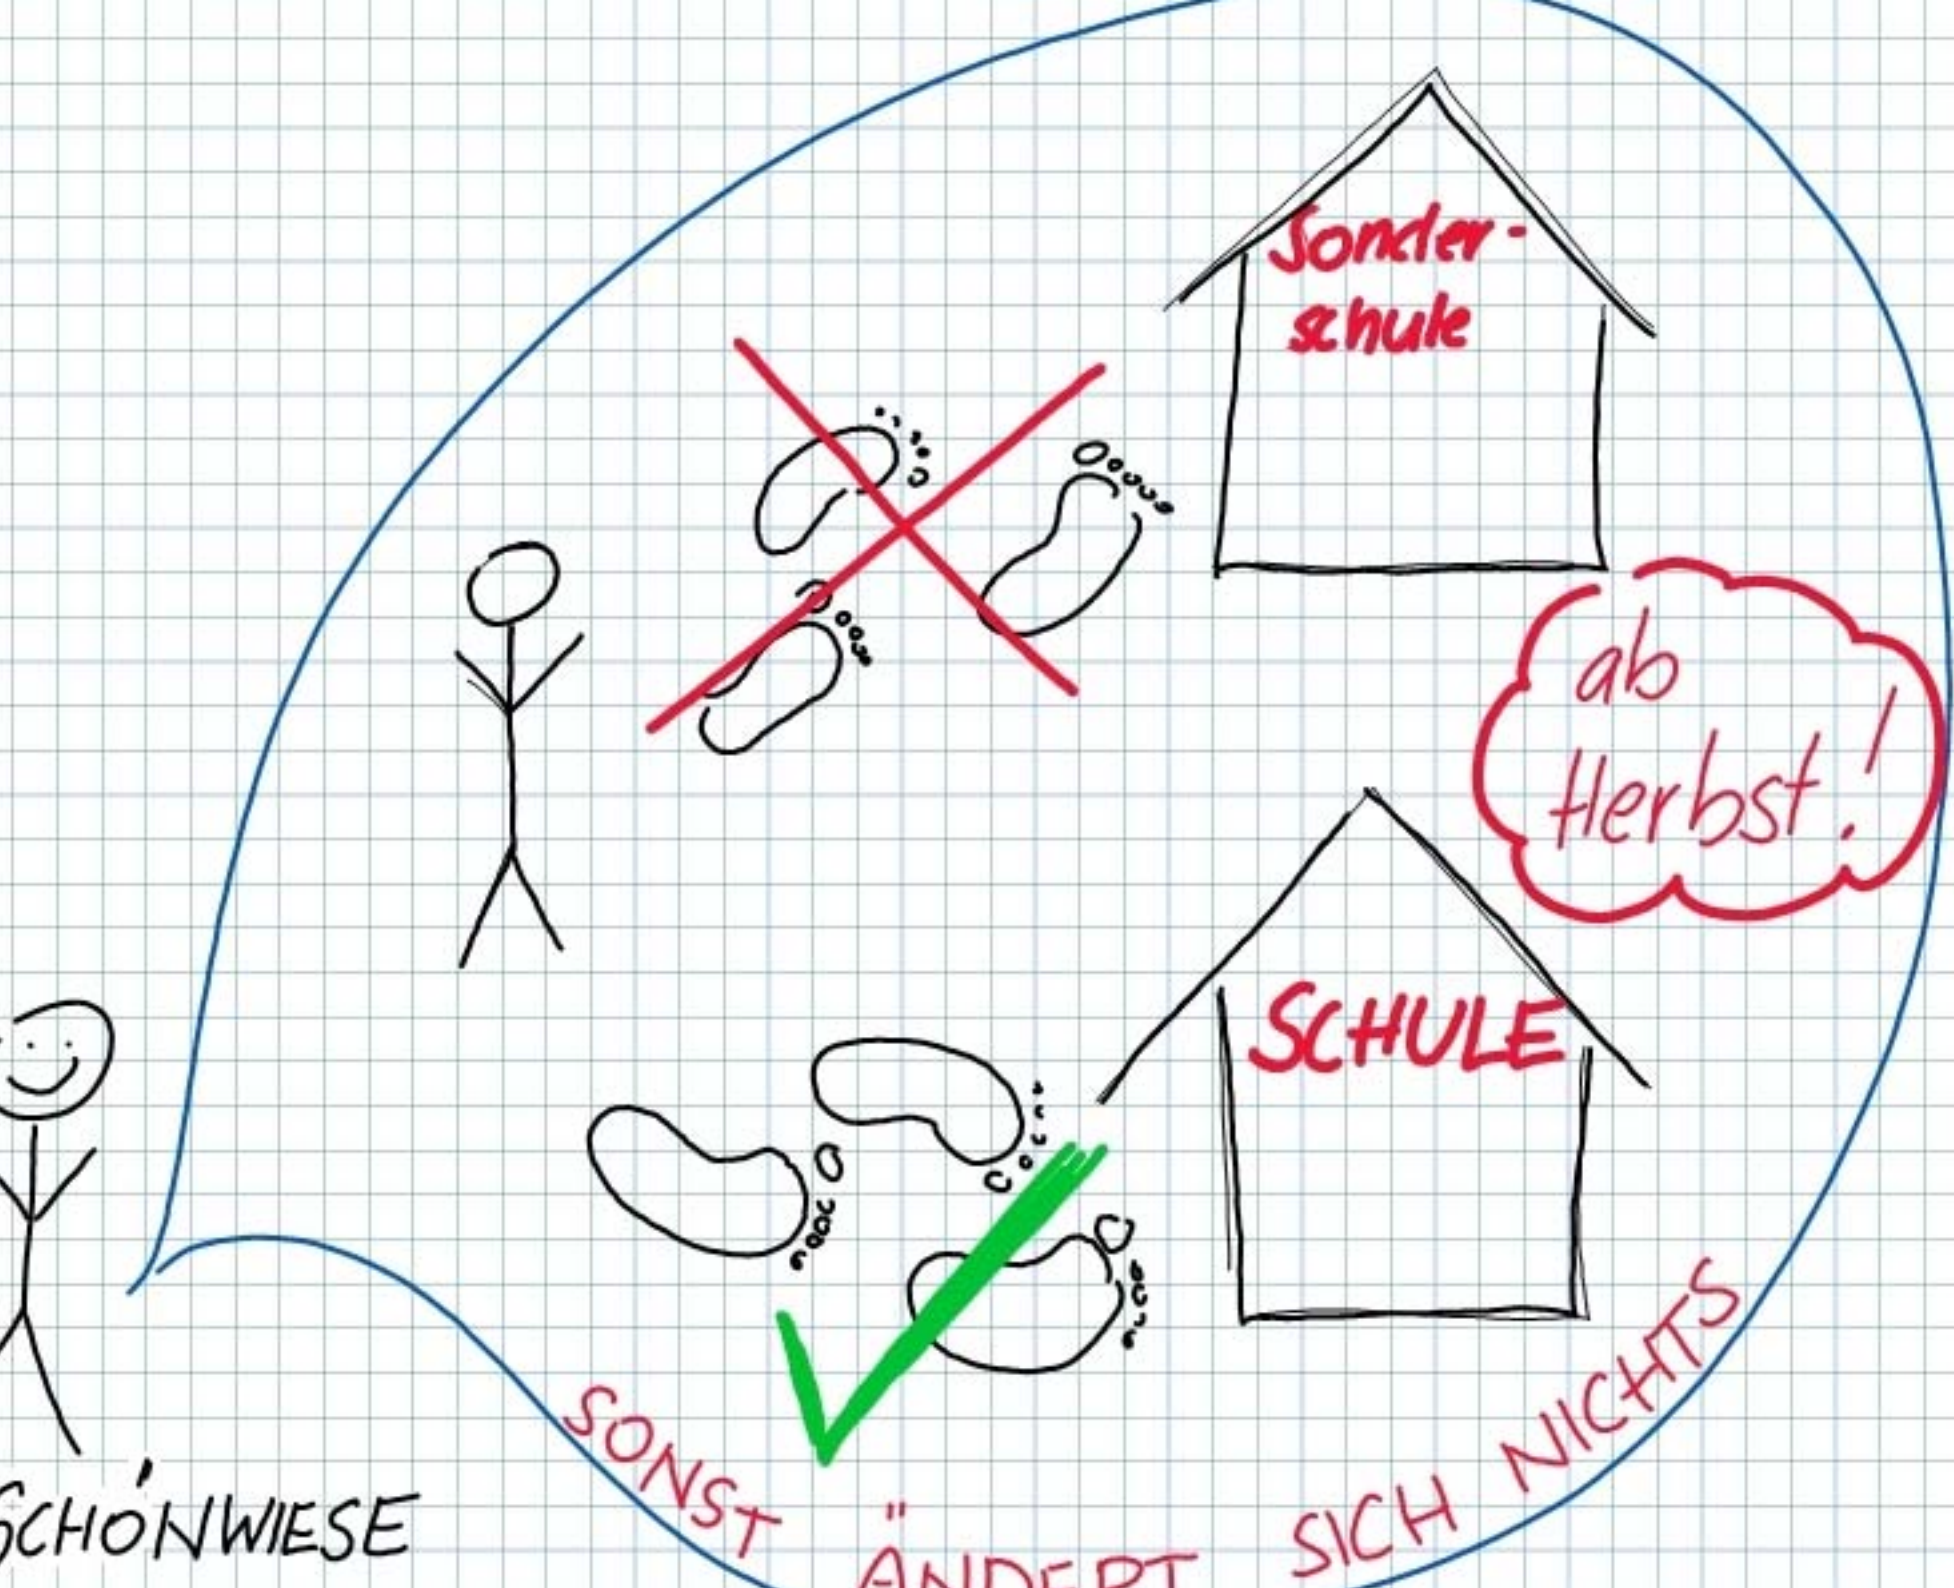 Sonder-
schule
ab
Herbst!
SCHULE
SONST ÄNDERT SICH NICHTS
SCHÖNWIESE